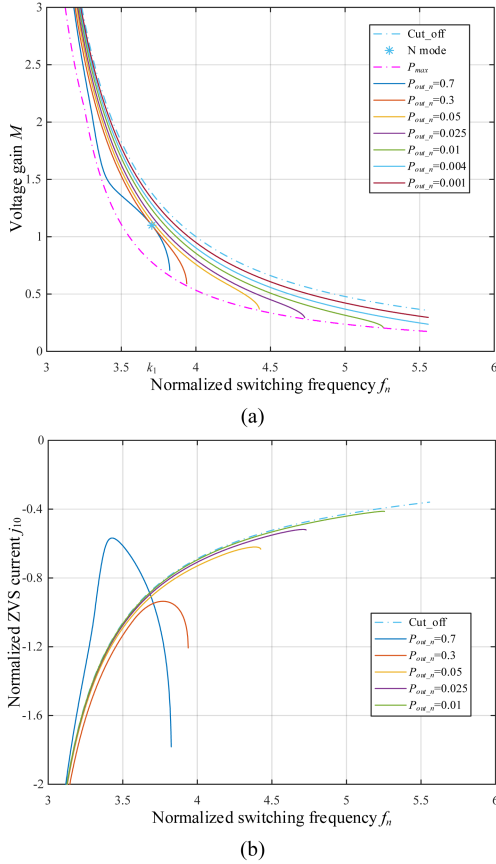 3
2.5
2
1.5
1
0.5
0
Voltage gain M
Cut_off
N mode
Pmax
Pout_n=0.7
Pout_n=0.3
Pout_n=0.05
Pout_n=0.025
Pout_n=0.01
Pout_n=0.004
Pout_n=0.001
3 3.5 k1 4 4.5 5 5.5 6
Normalized switching frequency fn
(a)
0
-0.4
-0.8
-1.2
-1.6
-2
Normalized ZVS current j10
Cut_off
Pout_n=0.7
Pout_n=0.3
Pout_n=0.05
Pout_n=0.025
Pout_n=0.01
3 3.5 4 4.5 5 5.5 6
Normalized switching frequency fn
(b)